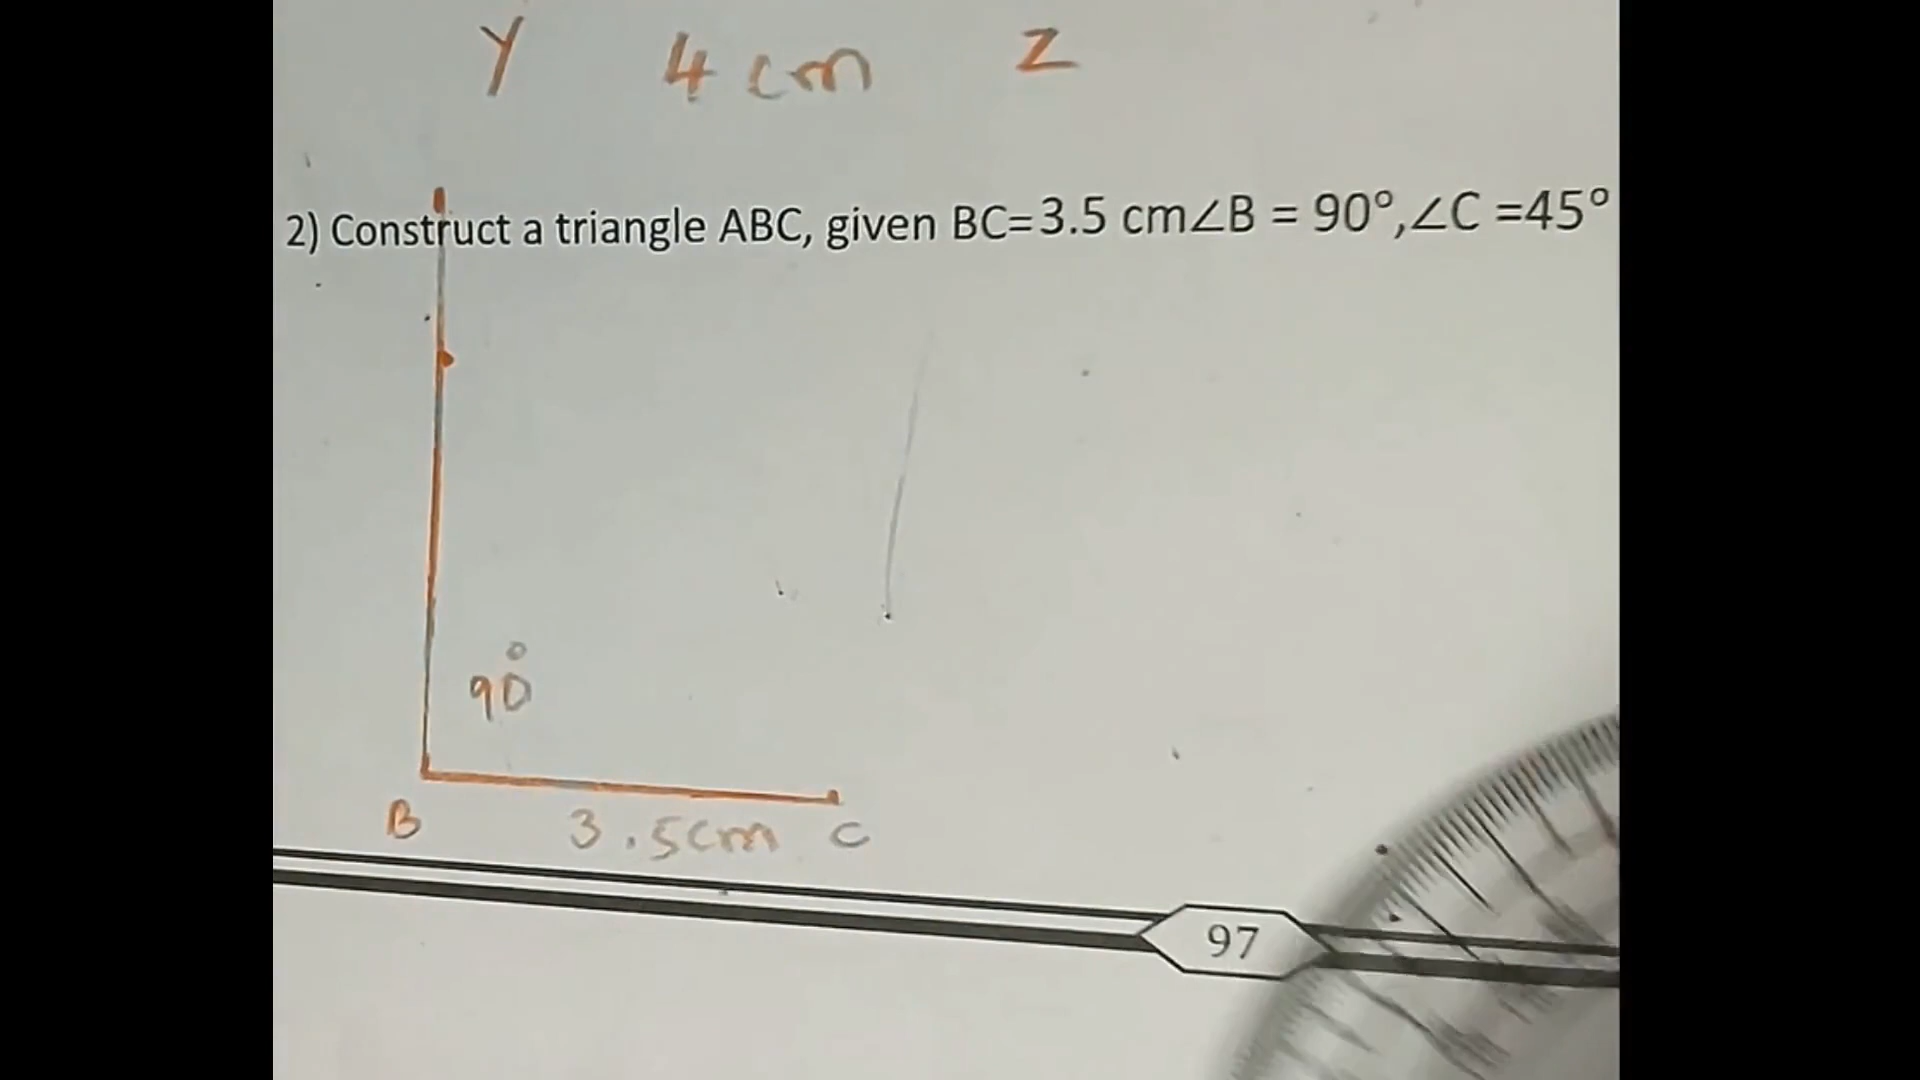 Y 4 cm Z
2) Construct a triangle ABC, given BC= 3.5 cm∠B = 90°,∠C =45°
90°
B 3.5cm C
97